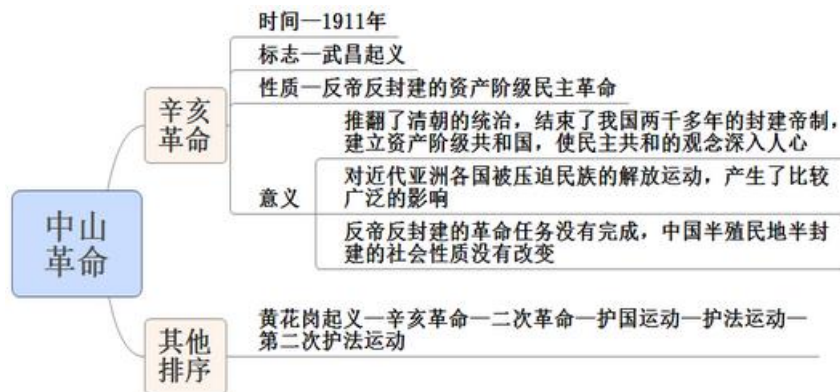 中山
革命
辛亥
革命
时间—1911年
标志—武昌起义
性质—反帝反封建的资产阶级民主革命
意义
推翻了清朝的统治，结束了我国两千多年的封建帝制，
建立资产阶级共和国，使民主共和的观念深入人心
对近代亚洲各国被压迫民族的解放运动，产生了比较
广泛的影响
反帝反封建的革命任务没有完成，中国半殖民地半封
建的社会性质没有改变
其他
排序
黄花岗起义—辛亥革命—二次革命—护国运动—护法运动—
第二次护法运动